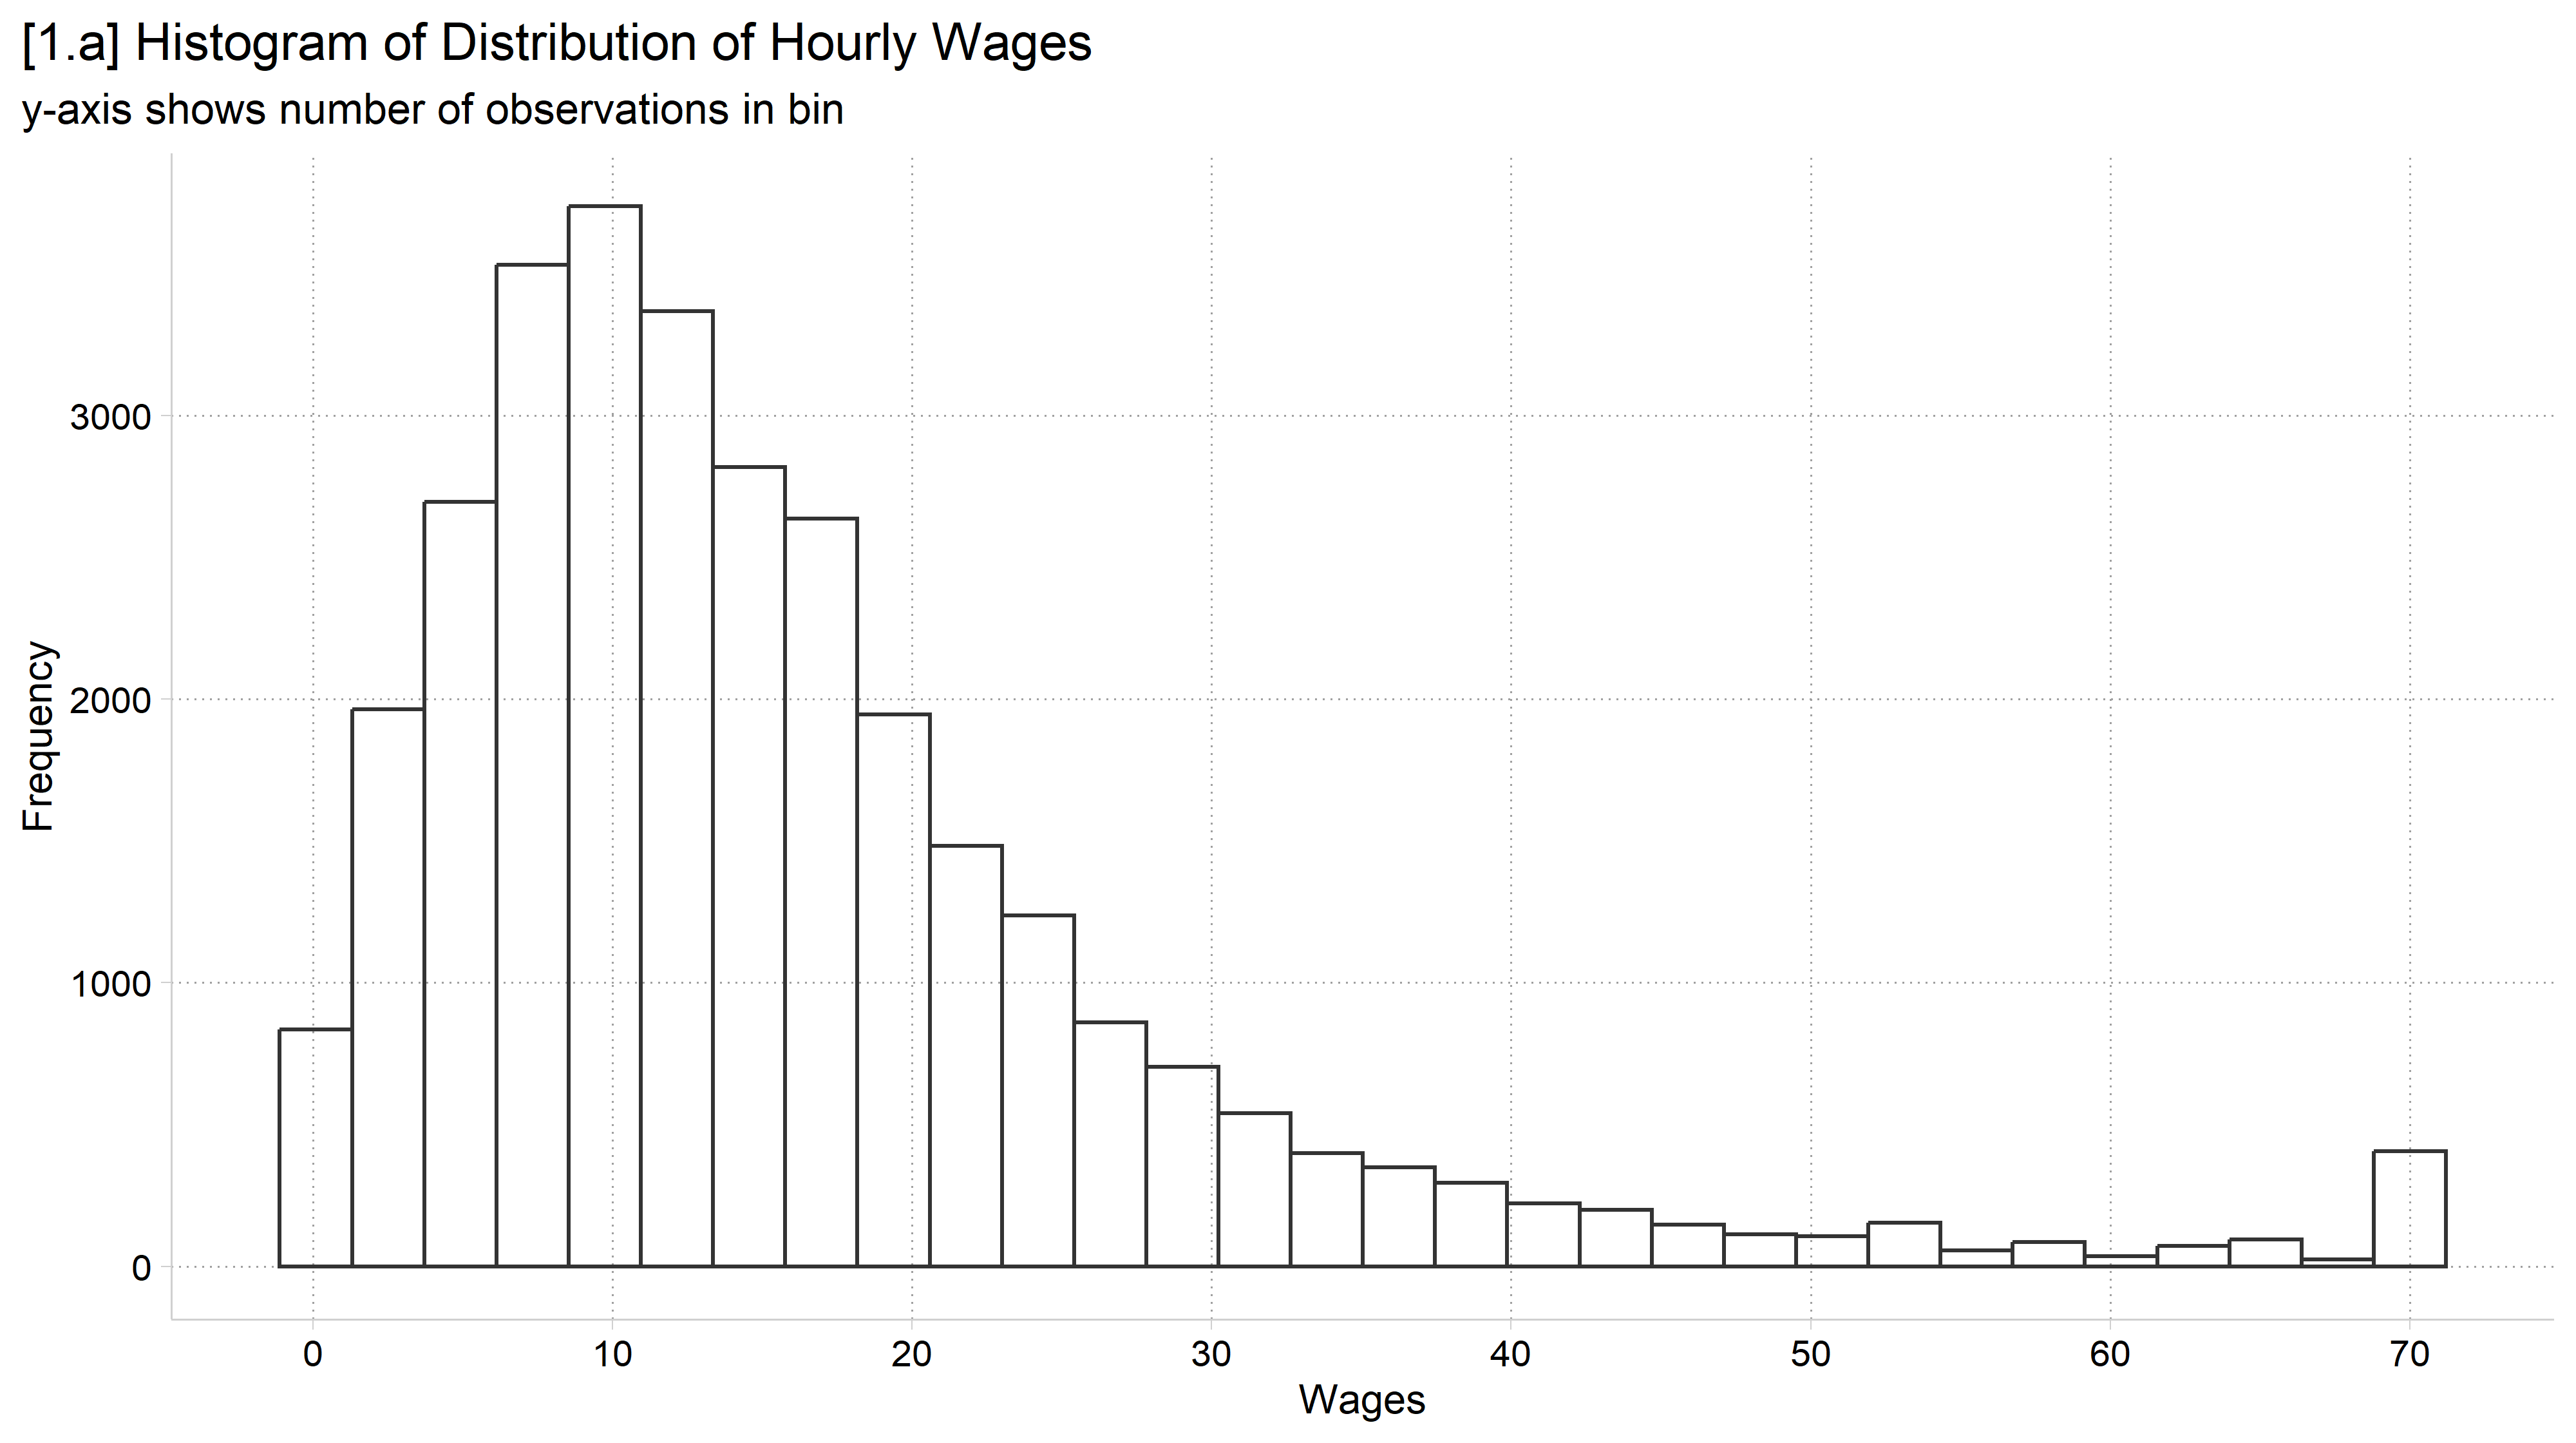 [1.a] Histogram of Distribution of Hourly Wages
y-axis shows number of observations in bin
Frequency
3000
2000
1000
0
0 10 20 30 40 50 60 70
Wages